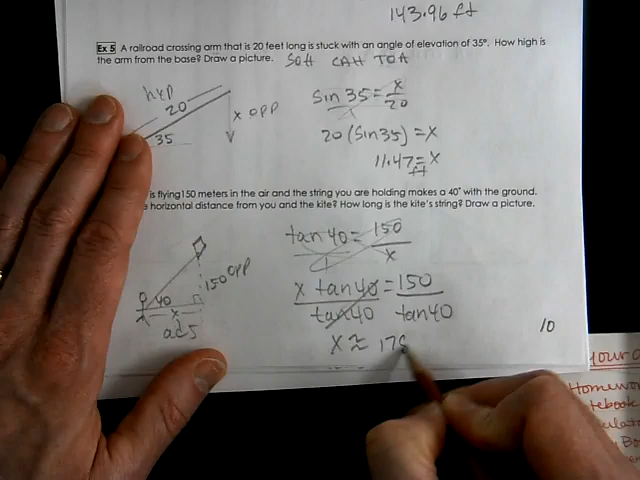 143.96 ft
Ex 5 A railroad crossing arm that is 20 feet long is stuck with an angle of elevation of 35°. How high is
the arm from the base? Draw a picture. SOH CAH TOA
hyp
20
x opp
35
sin 35 = x
1 20
20 (sin 35) = x
11.47 = x
ft
is flying 150 meters in the air and the string you are holding makes a 40° with the ground.
horizontal distance from you and the kite? How long is the kite's string? Draw a picture.
tan 40 = 150
1 x
150 opp
40
x
adj
x tan 40 = 150
tan 40 tan 40
x ≈ 178
10
Your
Homewor